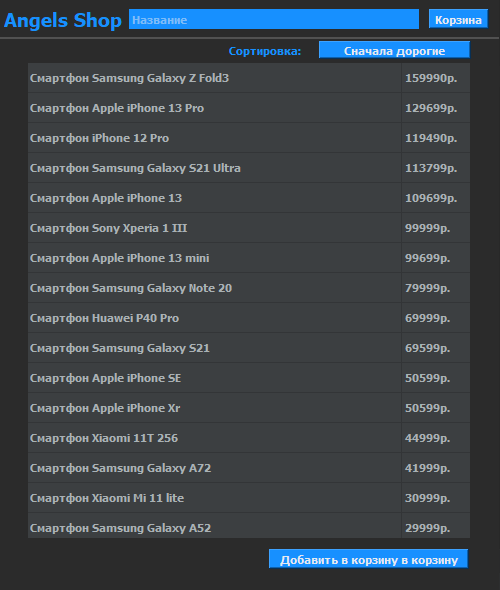 Angels Shop Название Корзина
Сортировка: Сначала дорогие
Смартфон Samsung Galaxy Z Fold3 159990р.
Смартфон Apple iPhone 13 Pro 129699р.
Смартфон iPhone 12 Pro 119490р.
Смартфон Samsung Galaxy S21 Ultra 113799р.
Смартфон Apple iPhone 13 109699р.
Смартфон Sony Xperia 1 III 99999р.
Смартфон Apple iPhone 13 mini 99699р.
Смартфон Samsung Galaxy Note 20 79999р.
Смартфон Huawei P40 Pro 69999р.
Смартфон Samsung Galaxy S21 69599р.
Смартфон Apple iPhone SE 50599р.
Смартфон Apple iPhone Xr 50599р.
Смартфон Xiaomi 11T 256 44999р.
Смартфон Samsung Galaxy A72 41999р.
Смартфон Xiaomi Mi 11 lite 30999р.
Смартфон Samsung Galaxy A52 29999р.
Добавить в корзину в корзину